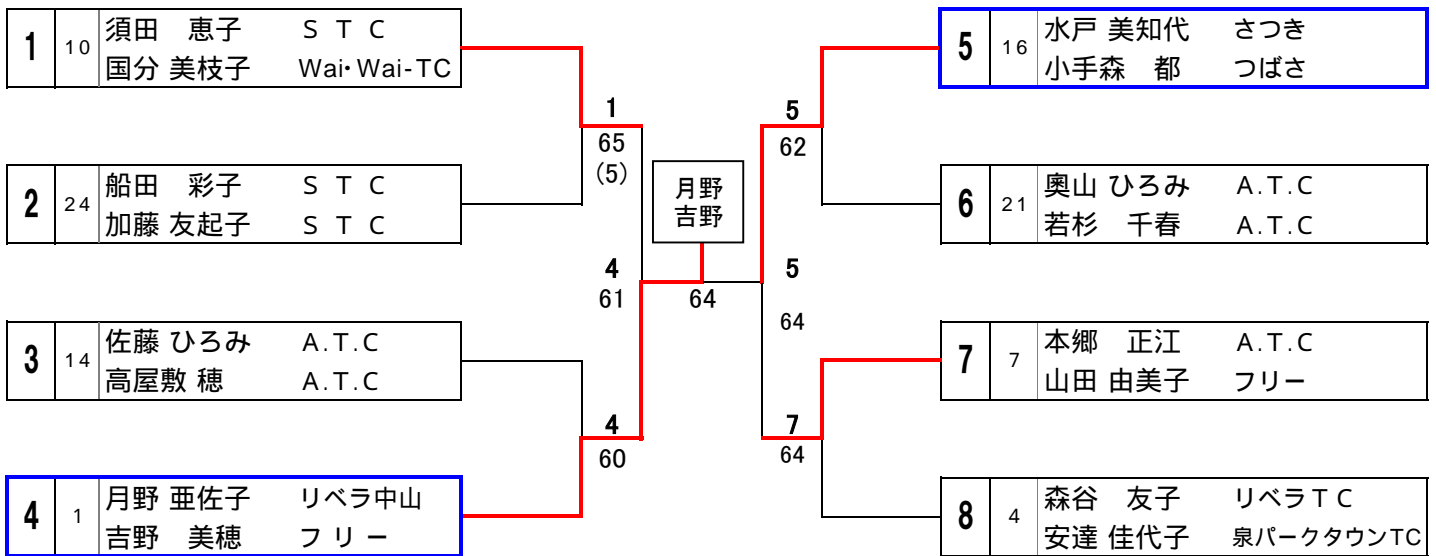 1 10 須田　恵子 ＳＴＣ
国分 美枝子 Wai・Wai-TC
2 24 船田　彩子 ＳＴＣ
加藤 友起子 ＳＴＣ
3 14 佐藤 ひろみ A.T.C
高屋敷 穂 A.T.C
4 1 月野 亜佐子 リベラ中山
吉野　美穂 フリー
1
65
(5)
4
60
4
61
月野
吉野
64
5
62
5
64
7
64
5 16 水戸 美知代 さつき
小手森　都 つばさ
6 21 奥山 ひろみ A.T.C
若杉　千春 A.T.C
7 7 本郷　正江 A.T.C
山田 由美子 フリー
8 4 森谷　友子 リベラＴＣ
安達 佳代子 泉パークタウンTC